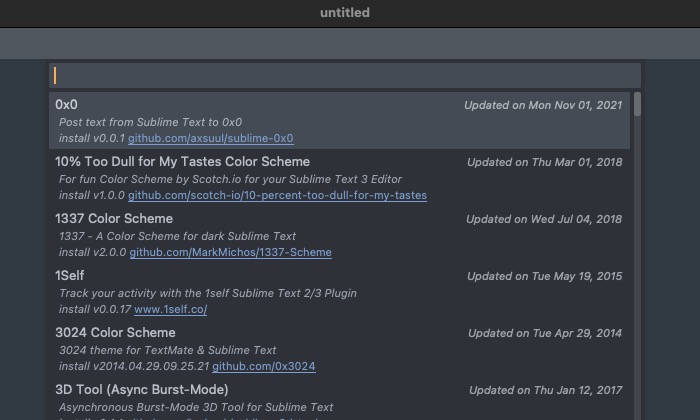 untitled
0x0 Updated on Mon Nov 01, 2021
Post text from Sublime Text to 0x0
install v0.0.1 github.com/axsuul/sublime-0x0
10% Too Dull for My Tastes Color Scheme Updated on Thu Mar 01, 2018
For fun Color Scheme by Scotch.io for your Sublime Text 3 Editor
install v1.0.0 github.com/scotch-io/10-percent-too-dull-for-my-tastes
1337 Color Scheme Updated on Wed Jul 04, 2018
1337 - A Color Scheme for dark Sublime Text
install v2.0.0 github.com/MarkMichos/1337-Scheme
1Self Updated on Tue May 19, 2015
Track your activity with the 1self Sublime Text 2/3 Plugin
install v0.0.17 www.1self.co/
3024 Color Scheme Updated on Tue Apr 29, 2014
3024 theme for TextMate & Sublime Text
install v2014.04.29.09.25.21 github.com/0x3024
3D Tool (Async Burst-Mode) Updated on Thu Jan 12, 2017
Asynchronous Burst-Mode 3D Tool for Sublime Text